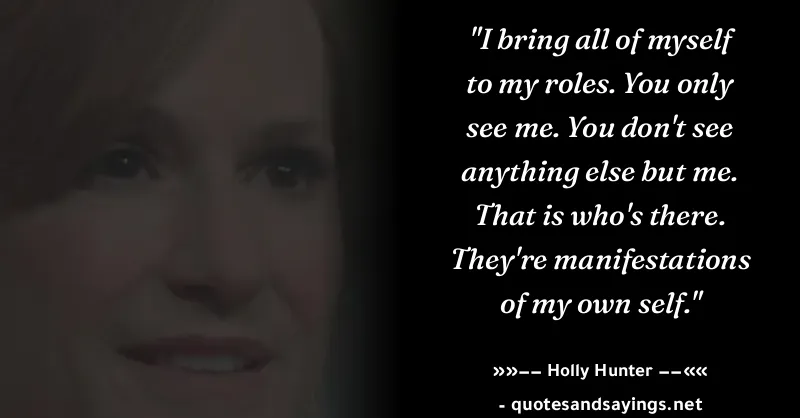 "I bring all of myself
to my roles. You only
see me. You don't see
anything else but me.
That is who's there.
They're manifestations
of my own self."
»»−− Holly Hunter −−««
- quotesandsayings.net